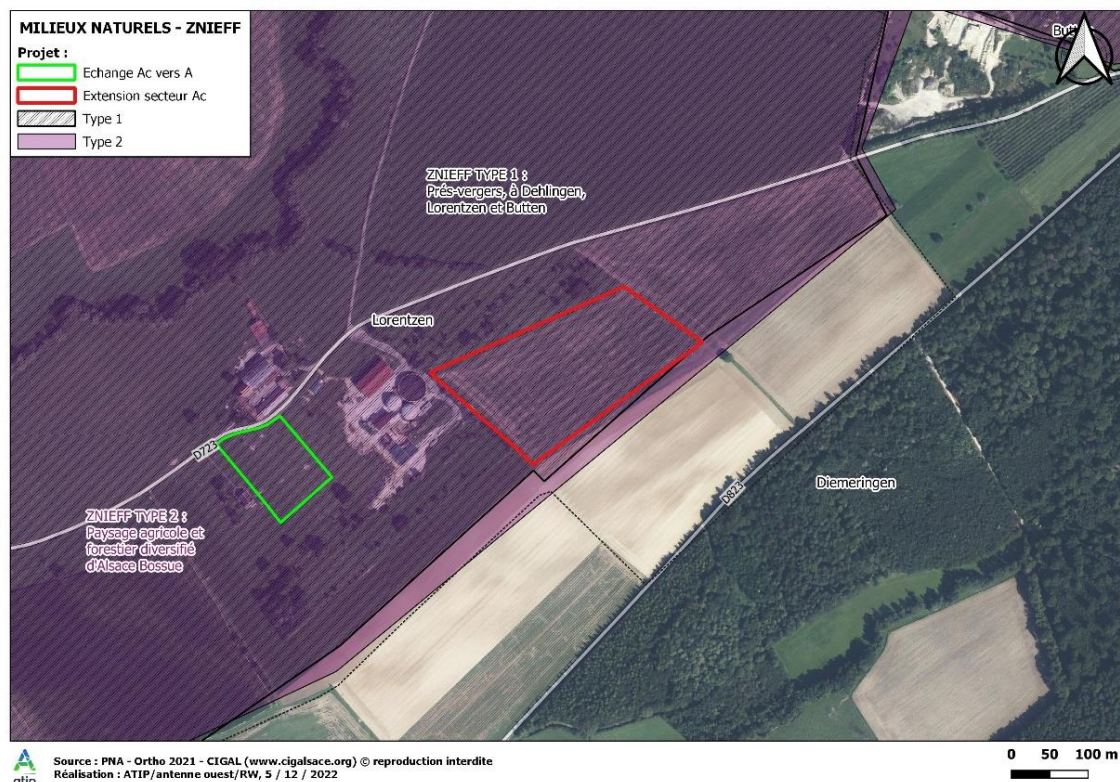 MILIEUX NATURELS - ZNIEFF
Projet :
Echange Ac vers A
Extension secteur Ac
Type 1
Type 2
ZNIEFF TYPE 1 :
Prés-vergers, à Dehlingen,
Lorentzen et Butten
Lorentzen
D723
ZNIEFF TYPE 2 :
Paysage agricole et
forestier diversifié
d'Alsace Bossue
Diemeringen
D823
Source : PNA - Ortho 2021 - CIGAL (www.cigalsace.org) © reproduction interdite
Réalisation : ATIP/antenne ouest/RW, 5 / 12 / 2022
atip
0 50 100 m